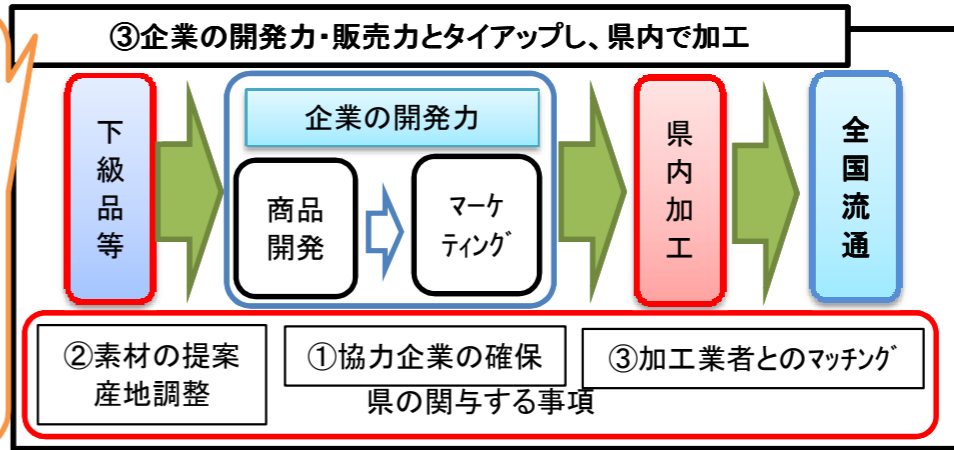 ③企業の開発力・販売力とタイアップし、県内で加工
下級品等
企業の開発力
商品
開発
マーケ
ティング
県内加工
全国流通
②素材の提案
産地調整
①協力企業の確保
③加工業者とのマッチング
県の関与する事項